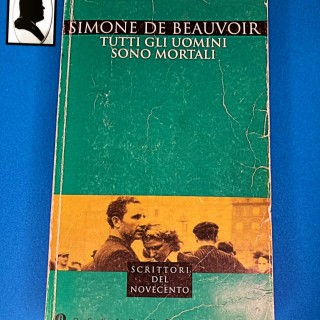 SIMONE DE BEAUVOIR
TUTTI GLI UOMINI
SONO MORTALI
SCRITTORI
DEL
NOVECENTO